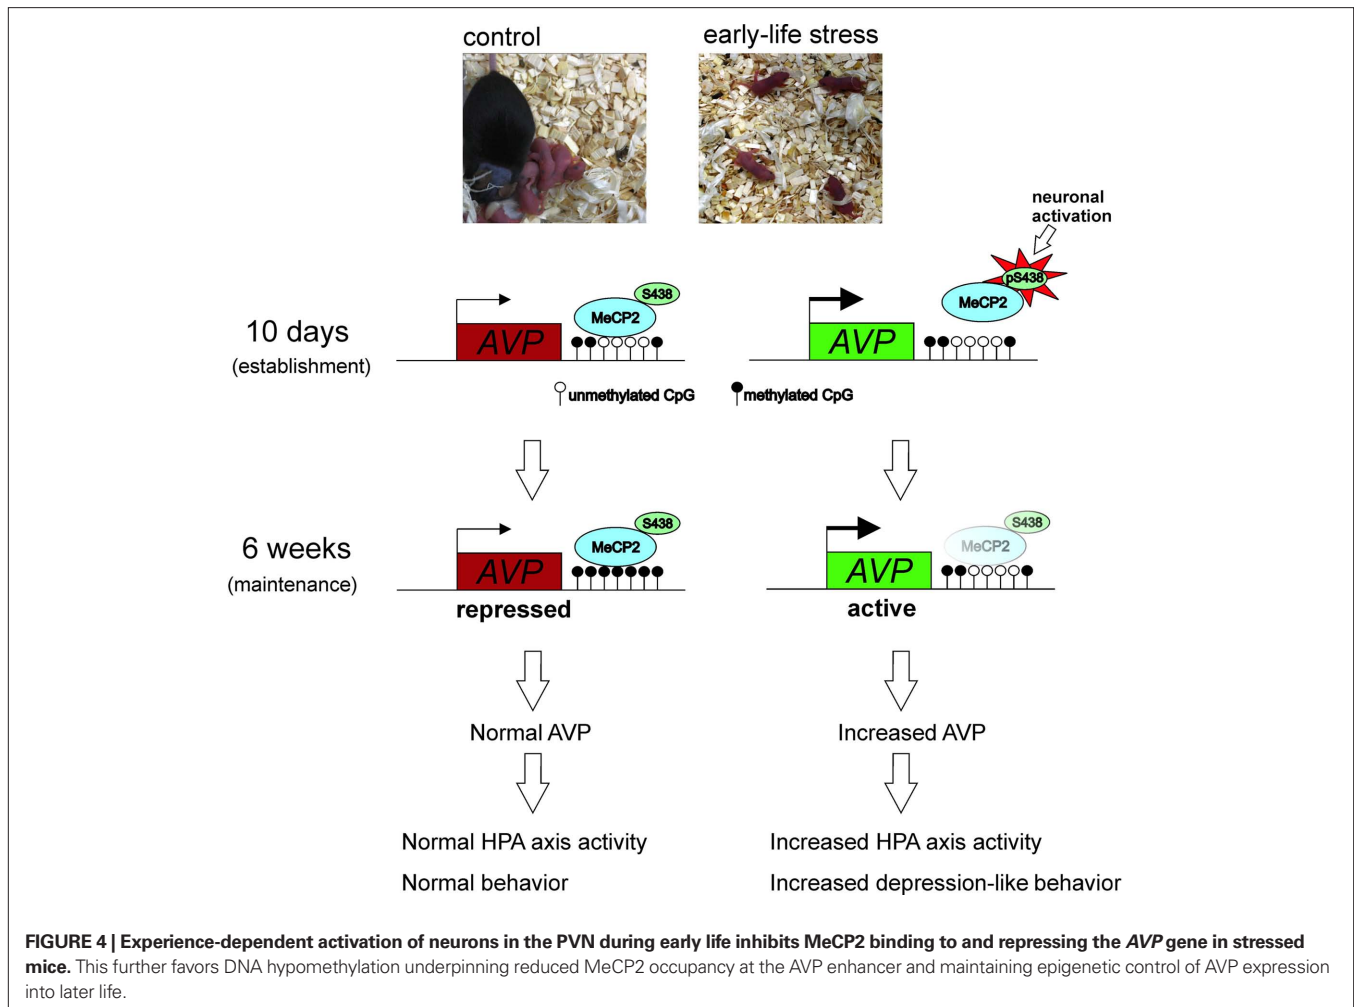 control
early-life stress
neuronal
activation
S438
pS438
MeCP2
MeCP2
10 days
(establishment)
AVP
AVP
unmethylated CpG
methylated CpG
S438
S438
MeCP2
MeCP2
6 weeks
(maintenance)
AVP
AVP
repressed
active
Normal AVP
Increased AVP
Normal HPA axis activity
Increased HPA axis activity
Normal behavior
Increased depression-like behavior
FIGURE 4 | Experience-dependent activation of neurons in the PVN during early life inhibits MeCP2 binding to and repressing the AVP gene in stressed
mice. This further favors DNA hypomethylation underpinning reduced MeCP2 occupancy at the AVP enhancer and maintaining epigenetic control of AVP expression
into later life.